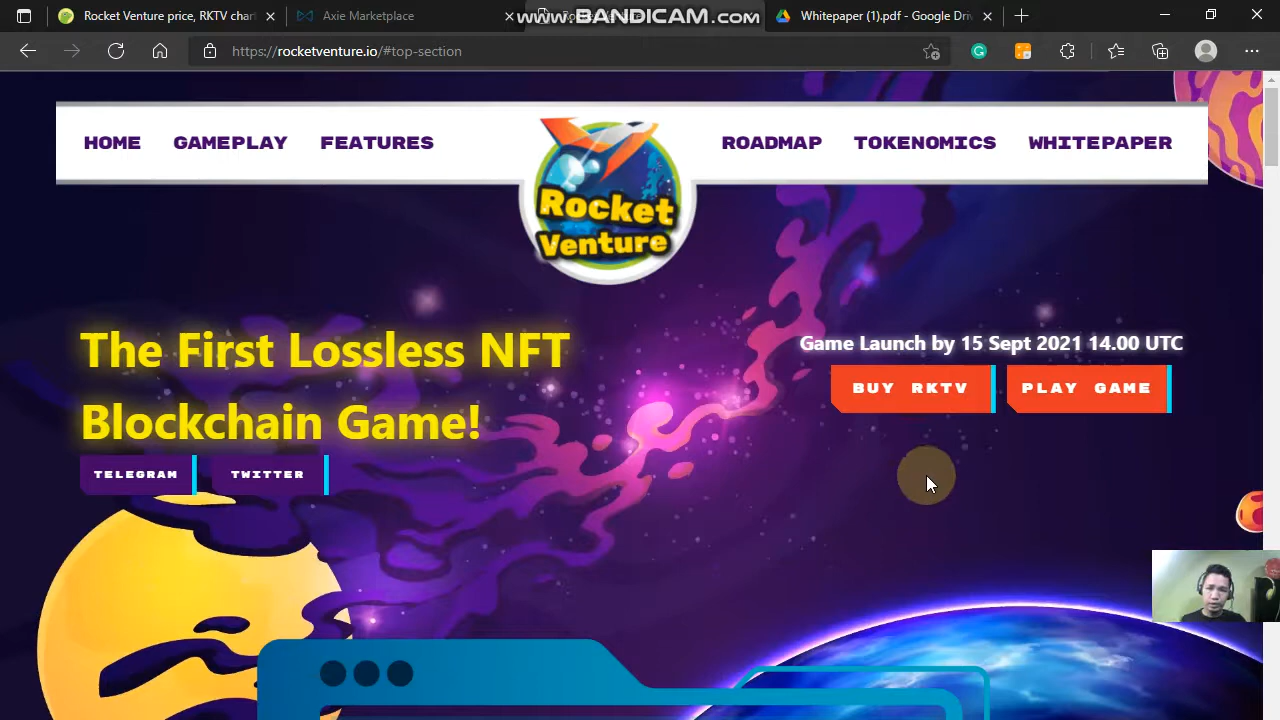 Rocket Venture price, RKTV char
Axie Marketplace
www.BANDICAM.com
Whitepaper (1).pdf - Google Driv
https://rocketventure.io/#top-section
HOME
GAMEPLAY
FEATURES
Rocket
Venture
ROADMAP
TOKENOMICS
WHITEPAPER
The First Lossless NFT
Blockchain Game!
TELEGRAM
TWITTER
Game Launch by 15 Sept 2021 14.00 UTC
BUY RKTV
PLAY GAME